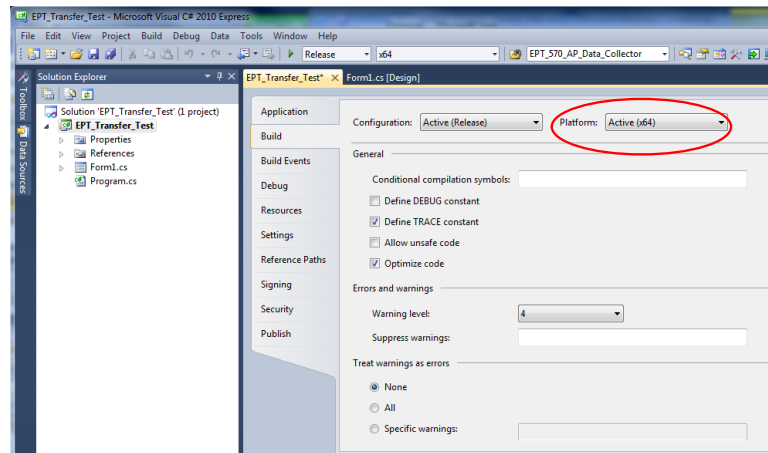 EPT_Transfer_Test - Microsoft Visual C# 2010 Express
File Edit View Project Build Debug Data Tools Window Help
Release x64 EPT_570_AP_Data_Collector
Toolbox
Data Sources
Solution Explorer
Solution 'EPT_Transfer_Test' (1 project)
EPT_Transfer_Test
Properties
References
Form1.cs
Program.cs
EPT_Transfer_Test* Form1.cs [Design]
Application
Build
Build Events
Debug
Resources
Settings
Reference Paths
Signing
Security
Publish
Configuration: Active (Release) Platform: Active (x64)
General
Conditional compilation symbols:
Define DEBUG constant
Define TRACE constant
Allow unsafe code
Optimize code
Errors and warnings
Warning level: 4
Suppress warnings:
Treat warnings as errors
None
All
Specific warnings: